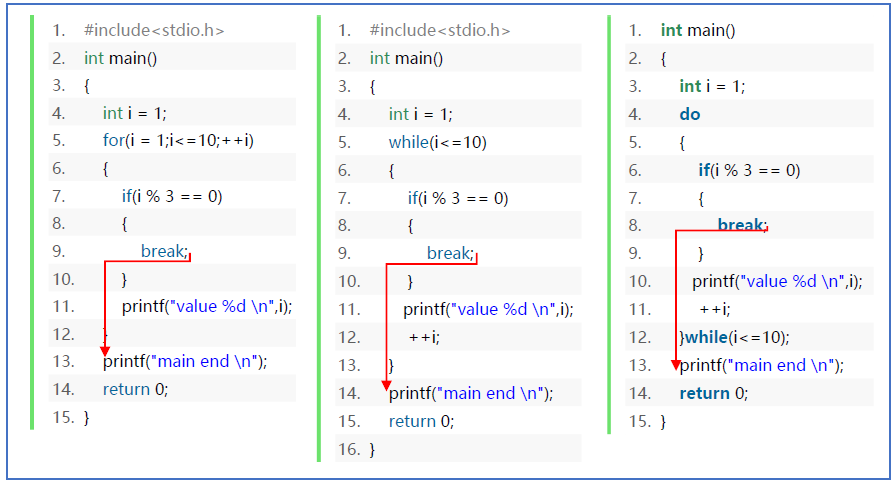 1. #include<stdio.h>
2. int main()
3. {
4. int i = 1;
5. for(i = 1;i<=10;++i)
6. {
7. if(i % 3 == 0)
8. {
9. break;
10. }
11. printf("value %d \n",i);
12. }
13. printf("main end \n");
14. return 0;
15. }
1. #include<stdio.h>
2. int main()
3. {
4. int i = 1;
5. while(i<=10)
6. {
7. if(i % 3 == 0)
8. {
9. break;
10. }
11. printf("value %d \n",i);
12. ++i;
13. }
14. printf("main end \n");
15. return 0;
16. }
1. int main()
2. {
3. int i = 1;
4. do
5. {
6. if(i % 3 == 0)
7. {
8. break;
9. }
10. printf("value %d \n",i);
11. ++i;
12. }while(i<=10);
13. printf("main end \n");
14. return 0;
15. }